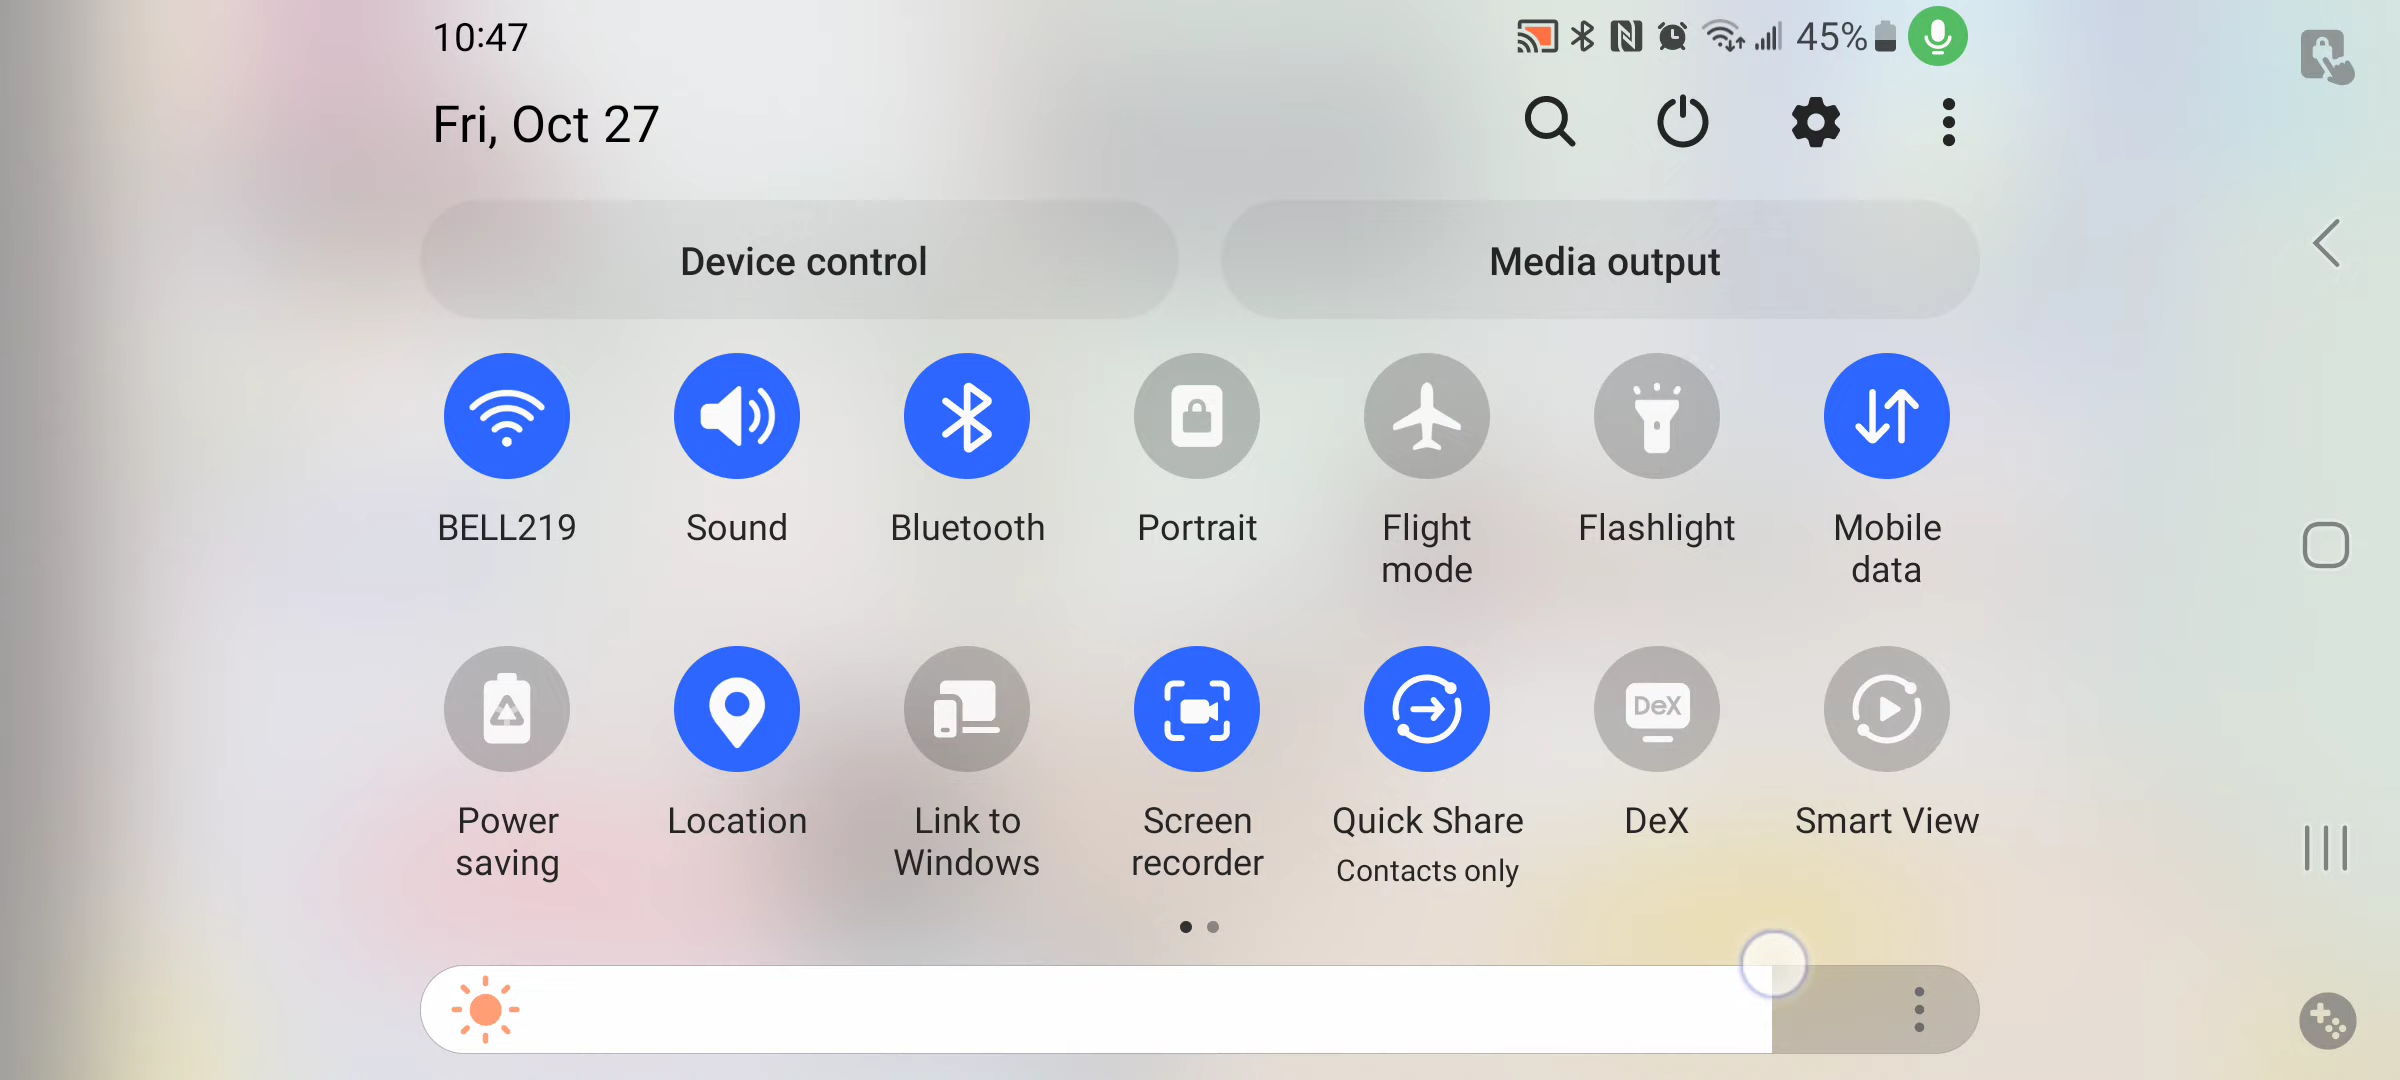 10:47
45%
Fri, Oct 27
Device control
Media output
BELL219
Sound
Bluetooth
Portrait
Flight
mode
Flashlight
Mobile
data
DeX
Power
saving
Location
Link to
Windows
Screen
recorder
Quick Share
Contacts only
DeX
Smart View